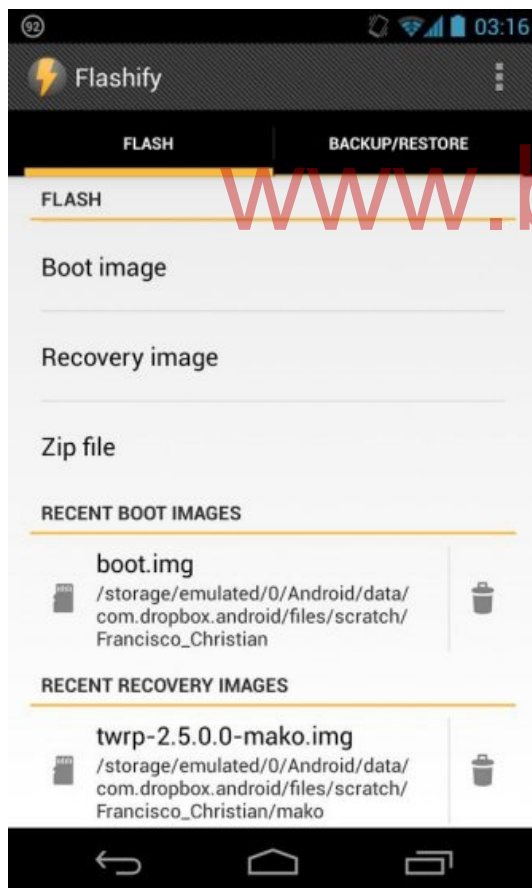 92
03:16
Flashify
FLASH
BACKUP/RESTORE
www.b
FLASH
Boot image
Recovery image
Zip file
RECENT BOOT IMAGES
boot.img
/storage/emulated/0/Android/data/
com.dropbox.android/files/scratch/
Francisco_Christian
RECENT RECOVERY IMAGES
twrp-2.5.0.0-mako.img
/storage/emulated/0/Android/data/
com.dropbox.android/files/scratch/
Francisco_Christian/mako